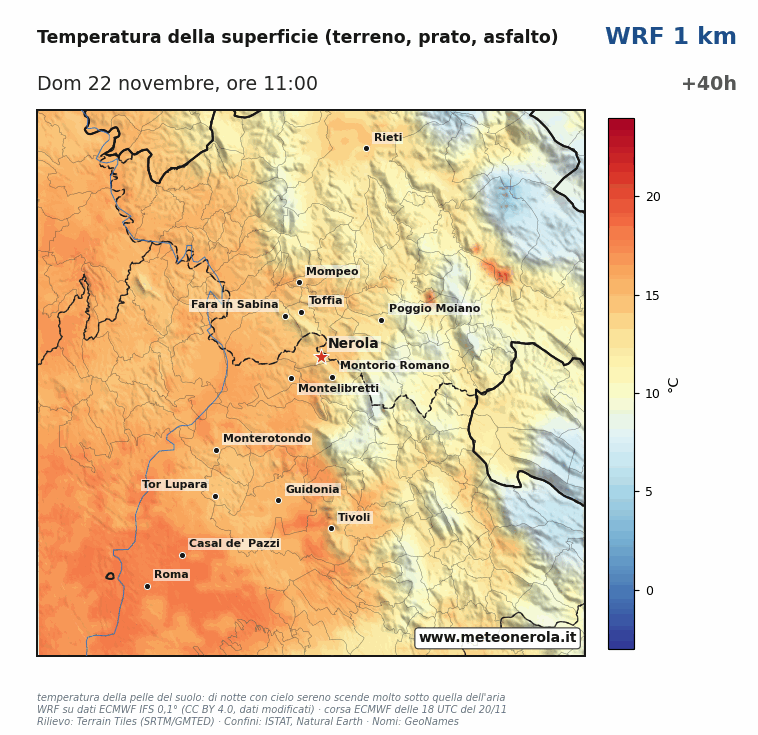 Temperatura della superficie (terreno, prato, asfalto)
WRF 1 km
Dom 22 novembre, ore 11:00
+40h
Rieti
Mompeo
Fara in Sabina
Toffia
Poggio Moiano
Nerola
Montorio Romano
Montelibretti
Monterotondo
Tor Lupara
Guidonia
Tivoli
Casal de' Pazzi
Roma
www.meteonerola.it
20
15
10
5
0
°C
temperatura della pelle del suolo: di notte con cielo sereno scende molto sotto quella dell'aria
WRF su dati ECMWF IFS 0,1° (CC BY 4.0, dati modificati) · corsa ECMWF delle 18 UTC del 20/11
Rilievo: Terrain Tiles (SRTM/GMTED) · Confini: ISTAT, Natural Earth · Nomi: GeoNames